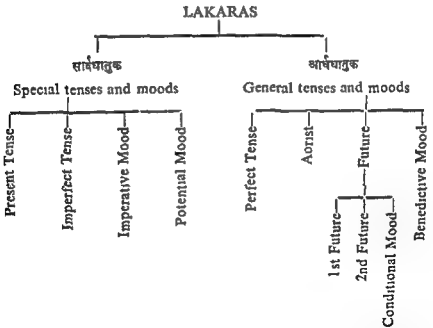 LAKARAS
सार्वधातुक
आर्धधातुक
Special tenses and moods
General tenses and moods
Present Tense
Imperfect Tense
Imperative Mood
Potential Mood
Perfect Tense
Aorist
Future
Benedictive Mood
1st Future
2nd Future
Conditional Mood